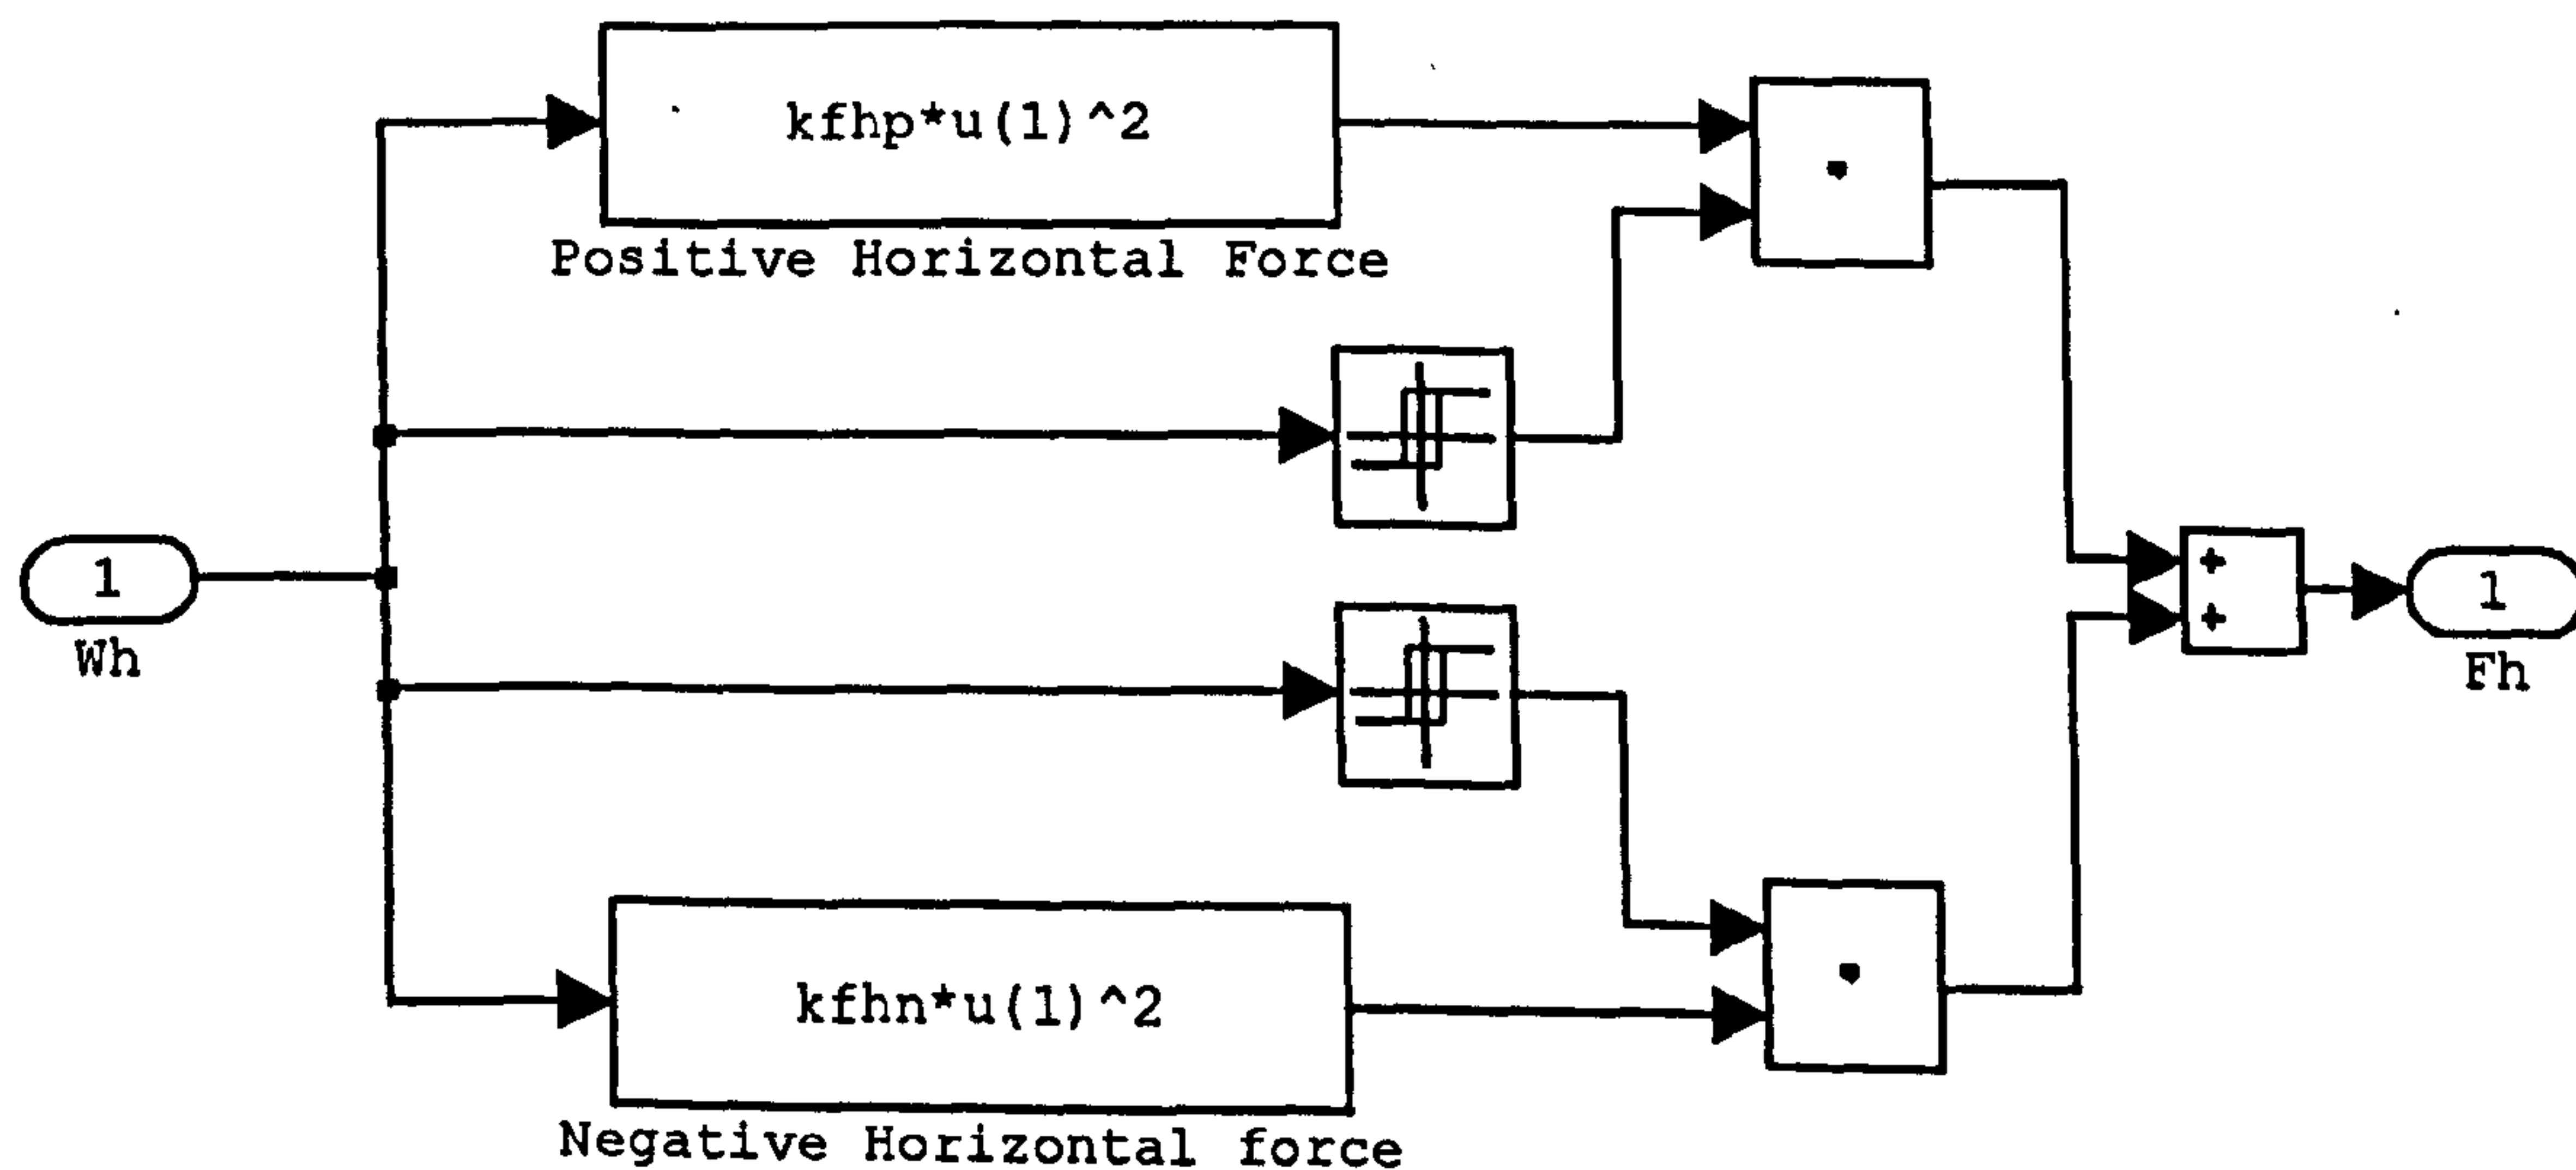 kfhp*u(1)^2
Positive Horizontal Force
1
Wh
+
+
1
Fh
kfhn*u(1)^2
Negative Horizontal force